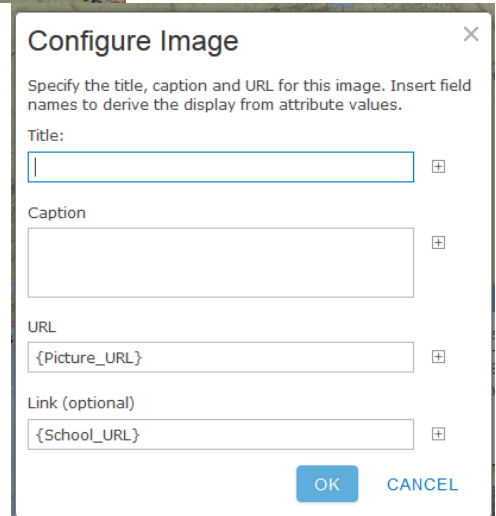 Configure Image
Specify the title, caption and URL for this image. Insert field
names to derive the display from attribute values.
Title:
Caption
URL
{Picture_URL}
Link (optional)
{School_URL}
OK CANCEL